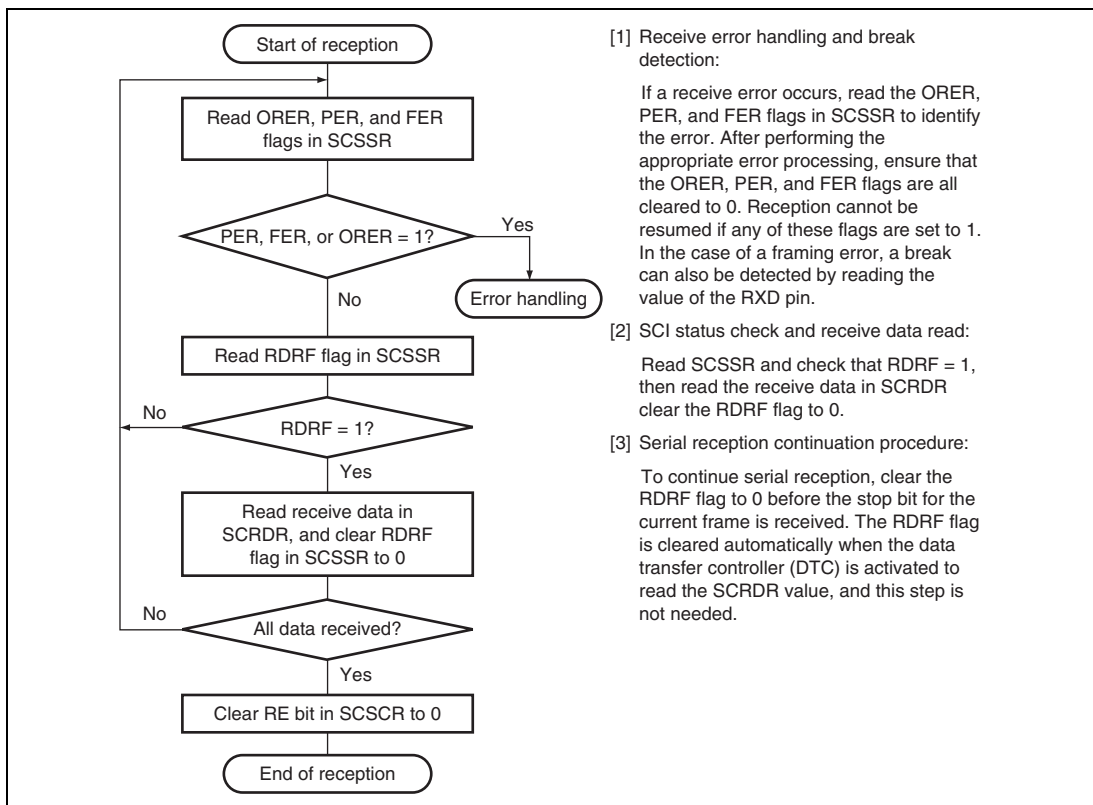 Start of reception
Read ORER, PER, and FER
flags in SCSSR
PER, FER, or ORER = 1?
Yes
Error handling
No
Read RDRF flag in SCSSR
No
RDRF = 1?
Yes
Read receive data in
SCRDR, and clear RDRF
flag in SCSSR to 0
No
All data received?
Yes
Clear RE bit in SCSCR to 0
End of reception
[1] Receive error handling and break
detection:
If a receive error occurs, read the ORER,
PER, and FER flags in SCSSR to identify
the error. After performing the
appropriate error processing, ensure that
the ORER, PER, and FER flags are all
cleared to 0. Reception cannot be
resumed if any of these flags are set to 1.
In the case of a framing error, a break
can also be detected by reading the
value of the RXD pin.
[2] SCI status check and receive data read:
Read SCSSR and check that RDRF = 1,
then read the receive data in SCRDR
clear the RDRF flag to 0.
[3] Serial reception continuation procedure:
To continue serial reception, clear the
RDRF flag to 0 before the stop bit for the
current frame is received. The RDRF flag
is cleared automatically when the data
transfer controller (DTC) is activated to
read the SCRDR value, and this step is
not needed.